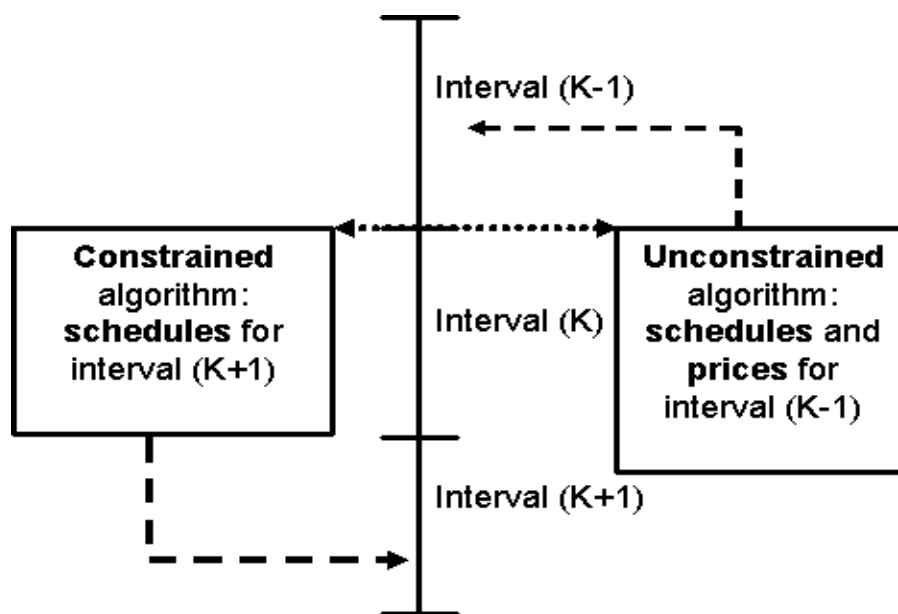 Interval (K-1)
Constrained
algorithm:
schedules for
interval (K+1)
Interval (K)
Unconstrained
algorithm:
schedules and
prices for
interval (K-1)
Interval (K+1)